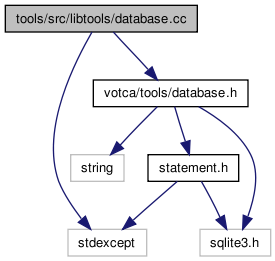 tools/src/libtools/database.cc
votca/tools/database.h
string
statement.h
stdexcept
sqlite3.h